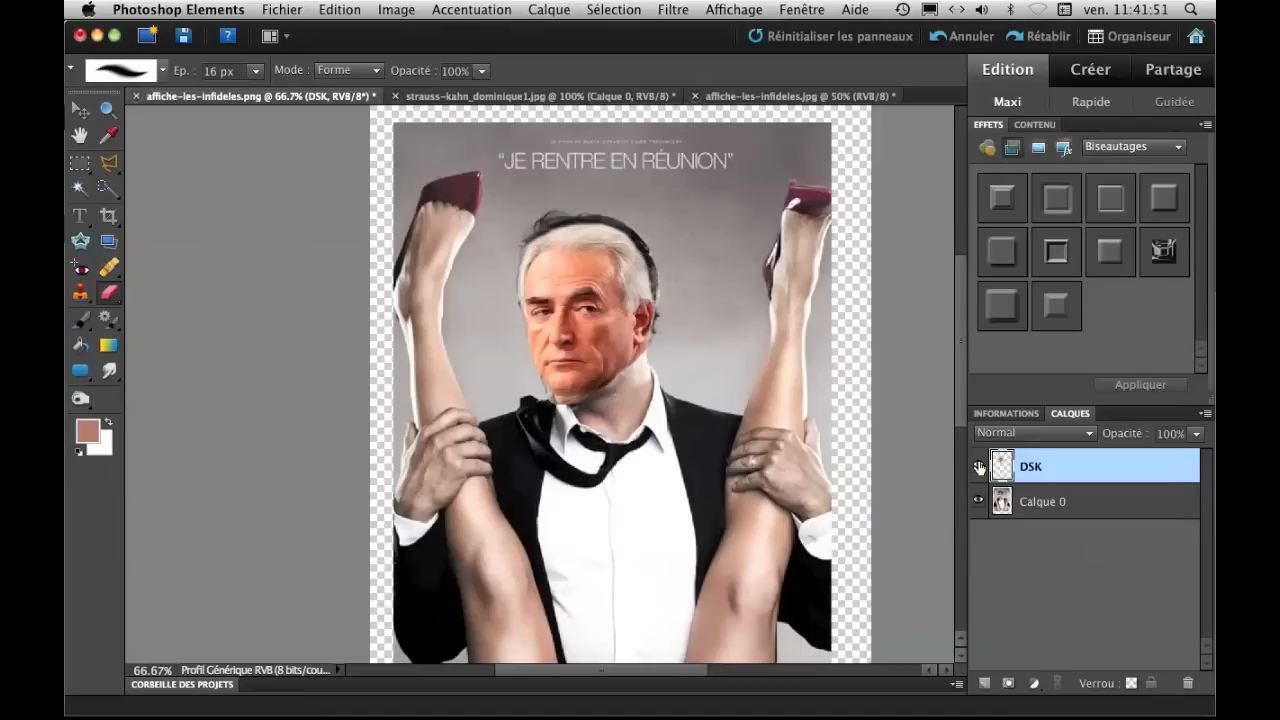 Photoshop Elements Fichier Edition Image Accentuation Calque Sélection Filtre Affichage Fenêtre Aide ven. 11:41:51
Réinitialiser les panneaux Annuler Rétablir Organiseur
Ep. : 16 px Mode : Forme Opacité : 100%
Edition Créer Partage
affiche-les-infideles.png @ 66.7% (DSK, RVB/8*) * strauss-kahn_dominique1.jpg @ 100% (Calque 0, RVB/8) * affiche-les-infideles.jpg @ 50% (RVB/8) *
Maxi Rapide Guidée
EFFETS CONTENU
Biseautages
“JE RENTRE EN RÉUNION”
Appliquer
INFORMATIONS CALQUES
Normal Opacité : 100%
DSK
Calque 0
66.67% Profil Générique RVB (8 bits/cou...
Verrou :
CORBEILLE DES PROJETS